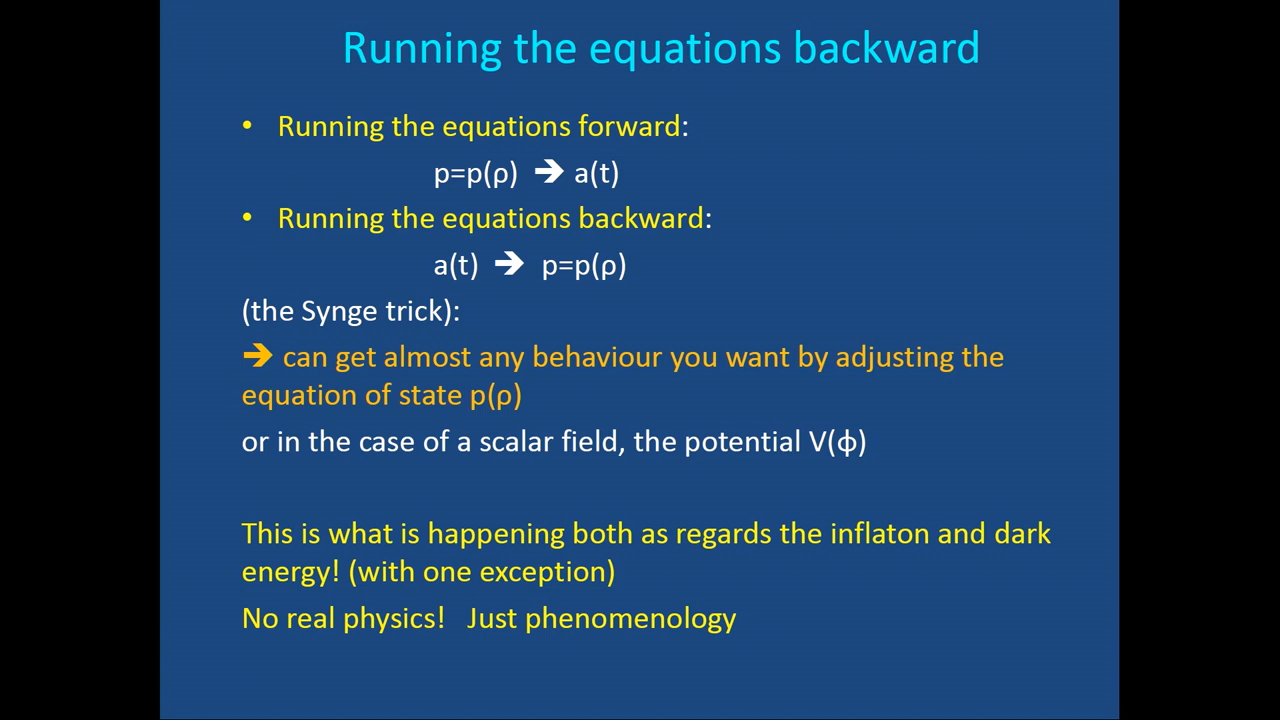 Running the equations backward
• Running the equations forward:
p=p(ρ) ➔ a(t)
• Running the equations backward:
a(t) ➔ p=p(ρ)
(the Synge trick):
➔ can get almost any behaviour you want by adjusting the
equation of state p(ρ)
or in the case of a scalar field, the potential V(ϕ)
This is what is happening both as regards the inflaton and dark
energy! (with one exception)
No real physics! Just phenomenology